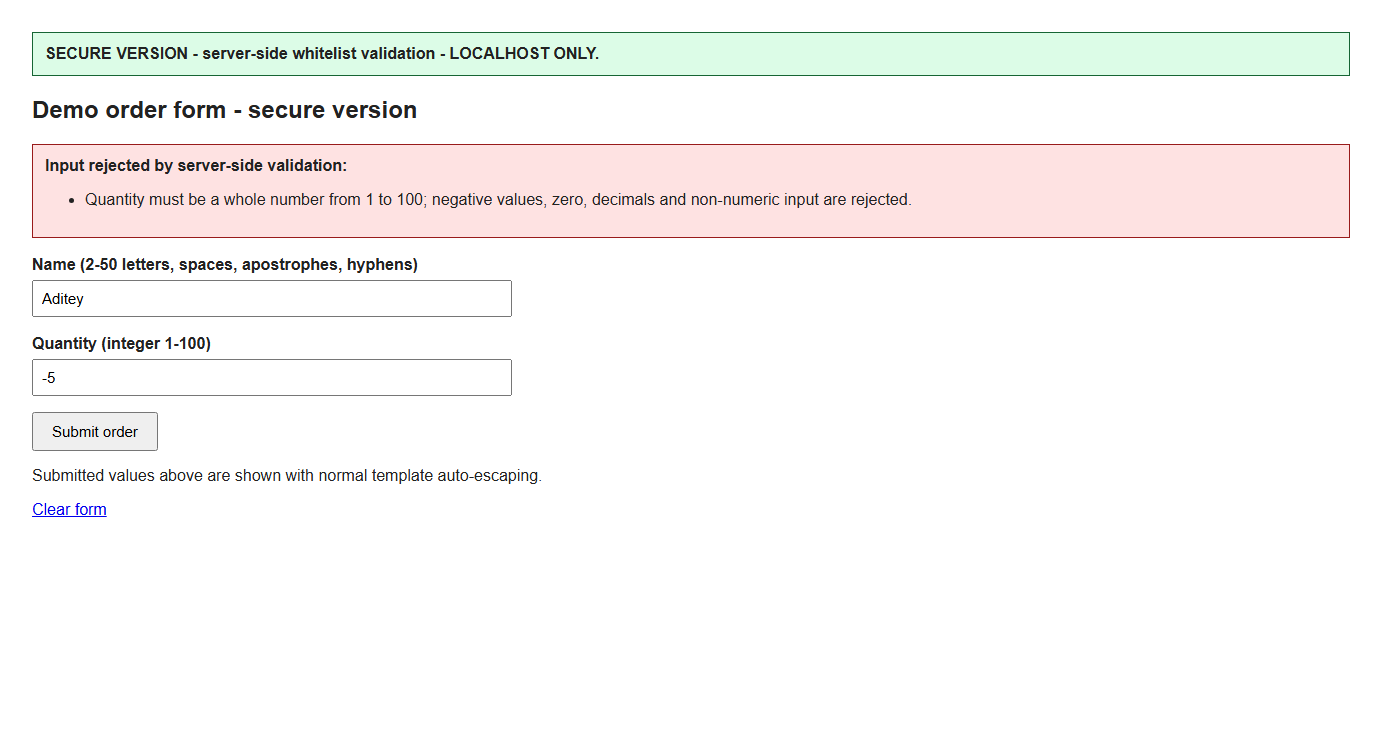 SECURE VERSION - server-side whitelist validation - LOCALHOST ONLY.
Demo order form - secure version
Input rejected by server-side validation:
• Quantity must be a whole number from 1 to 100; negative values, zero, decimals and non-numeric input are rejected.
Name (2-50 letters, spaces, apostrophes, hyphens)
Aditey
Quantity (integer 1-100)
-5
Submit order
Submitted values above are shown with normal template auto-escaping.
Clear form